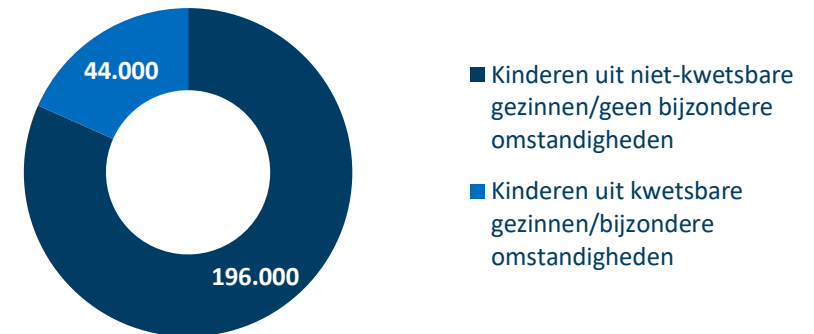 44.000
196.000
Kinderen uit niet-kwetsbare
gezinnen/geen bijzondere
omstandigheden
Kinderen uit kwetsbare
gezinnen/bijzondere
omstandigheden